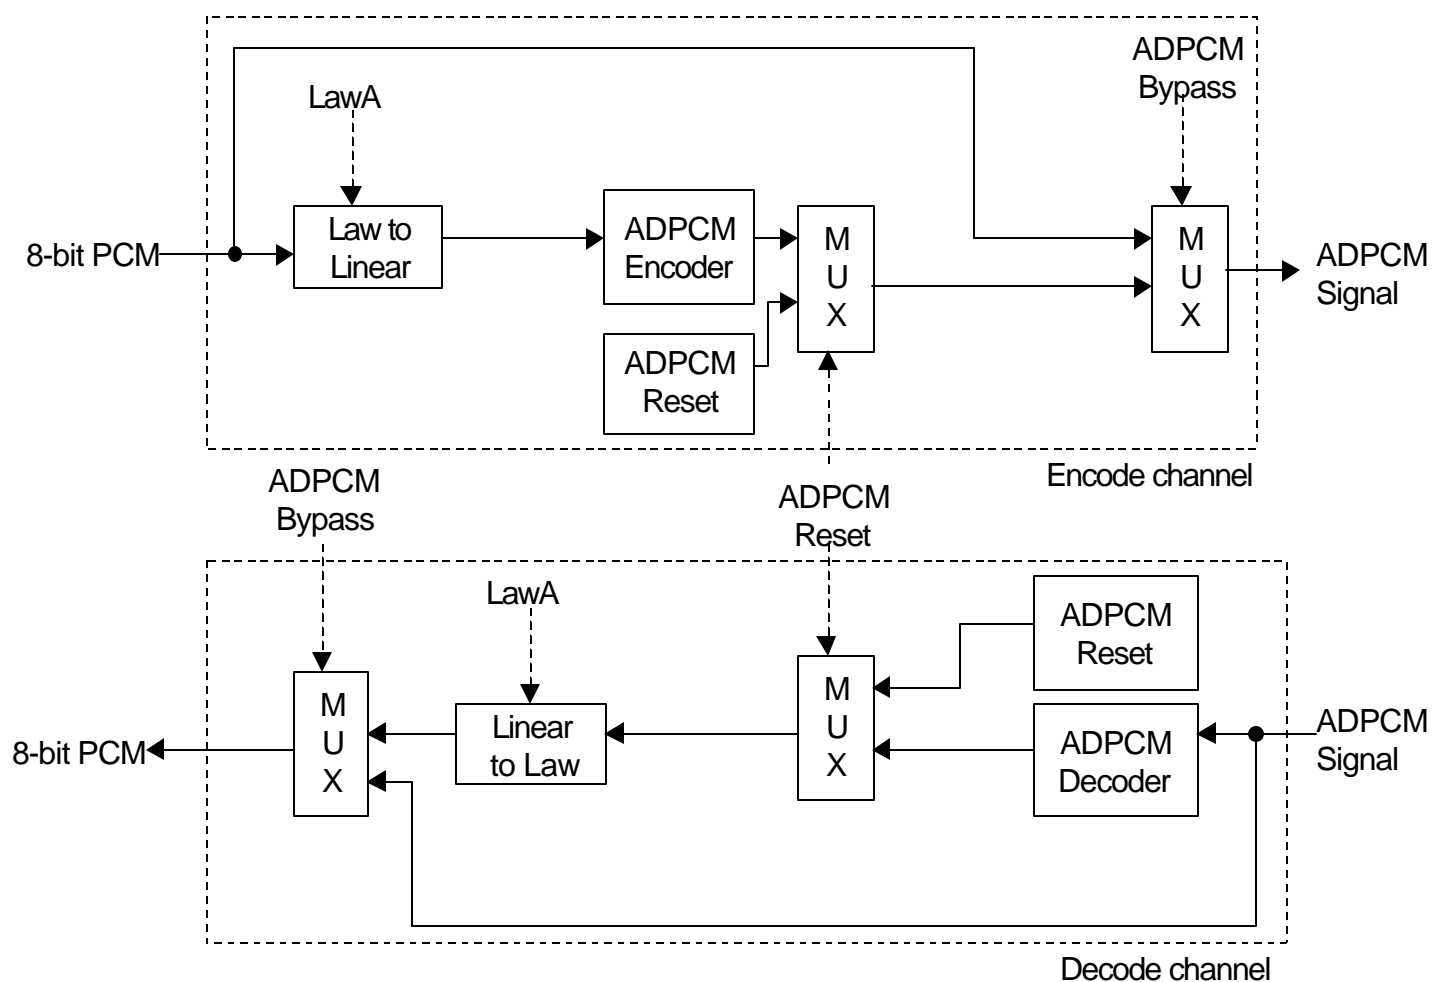 ADPCM
Bypass
LawA
8-bit PCM
Law to
Linear
ADPCM
Encoder
M
U
X
ADPCM
Reset
M
U
X
ADPCM
Signal
Encode channel
ADPCM
Bypass
ADPCM
Reset
LawA
8-bit PCM
M
U
X
Linear
to Law
M
U
X
ADPCM
Reset
ADPCM
Decoder
ADPCM
Signal
Decode channel